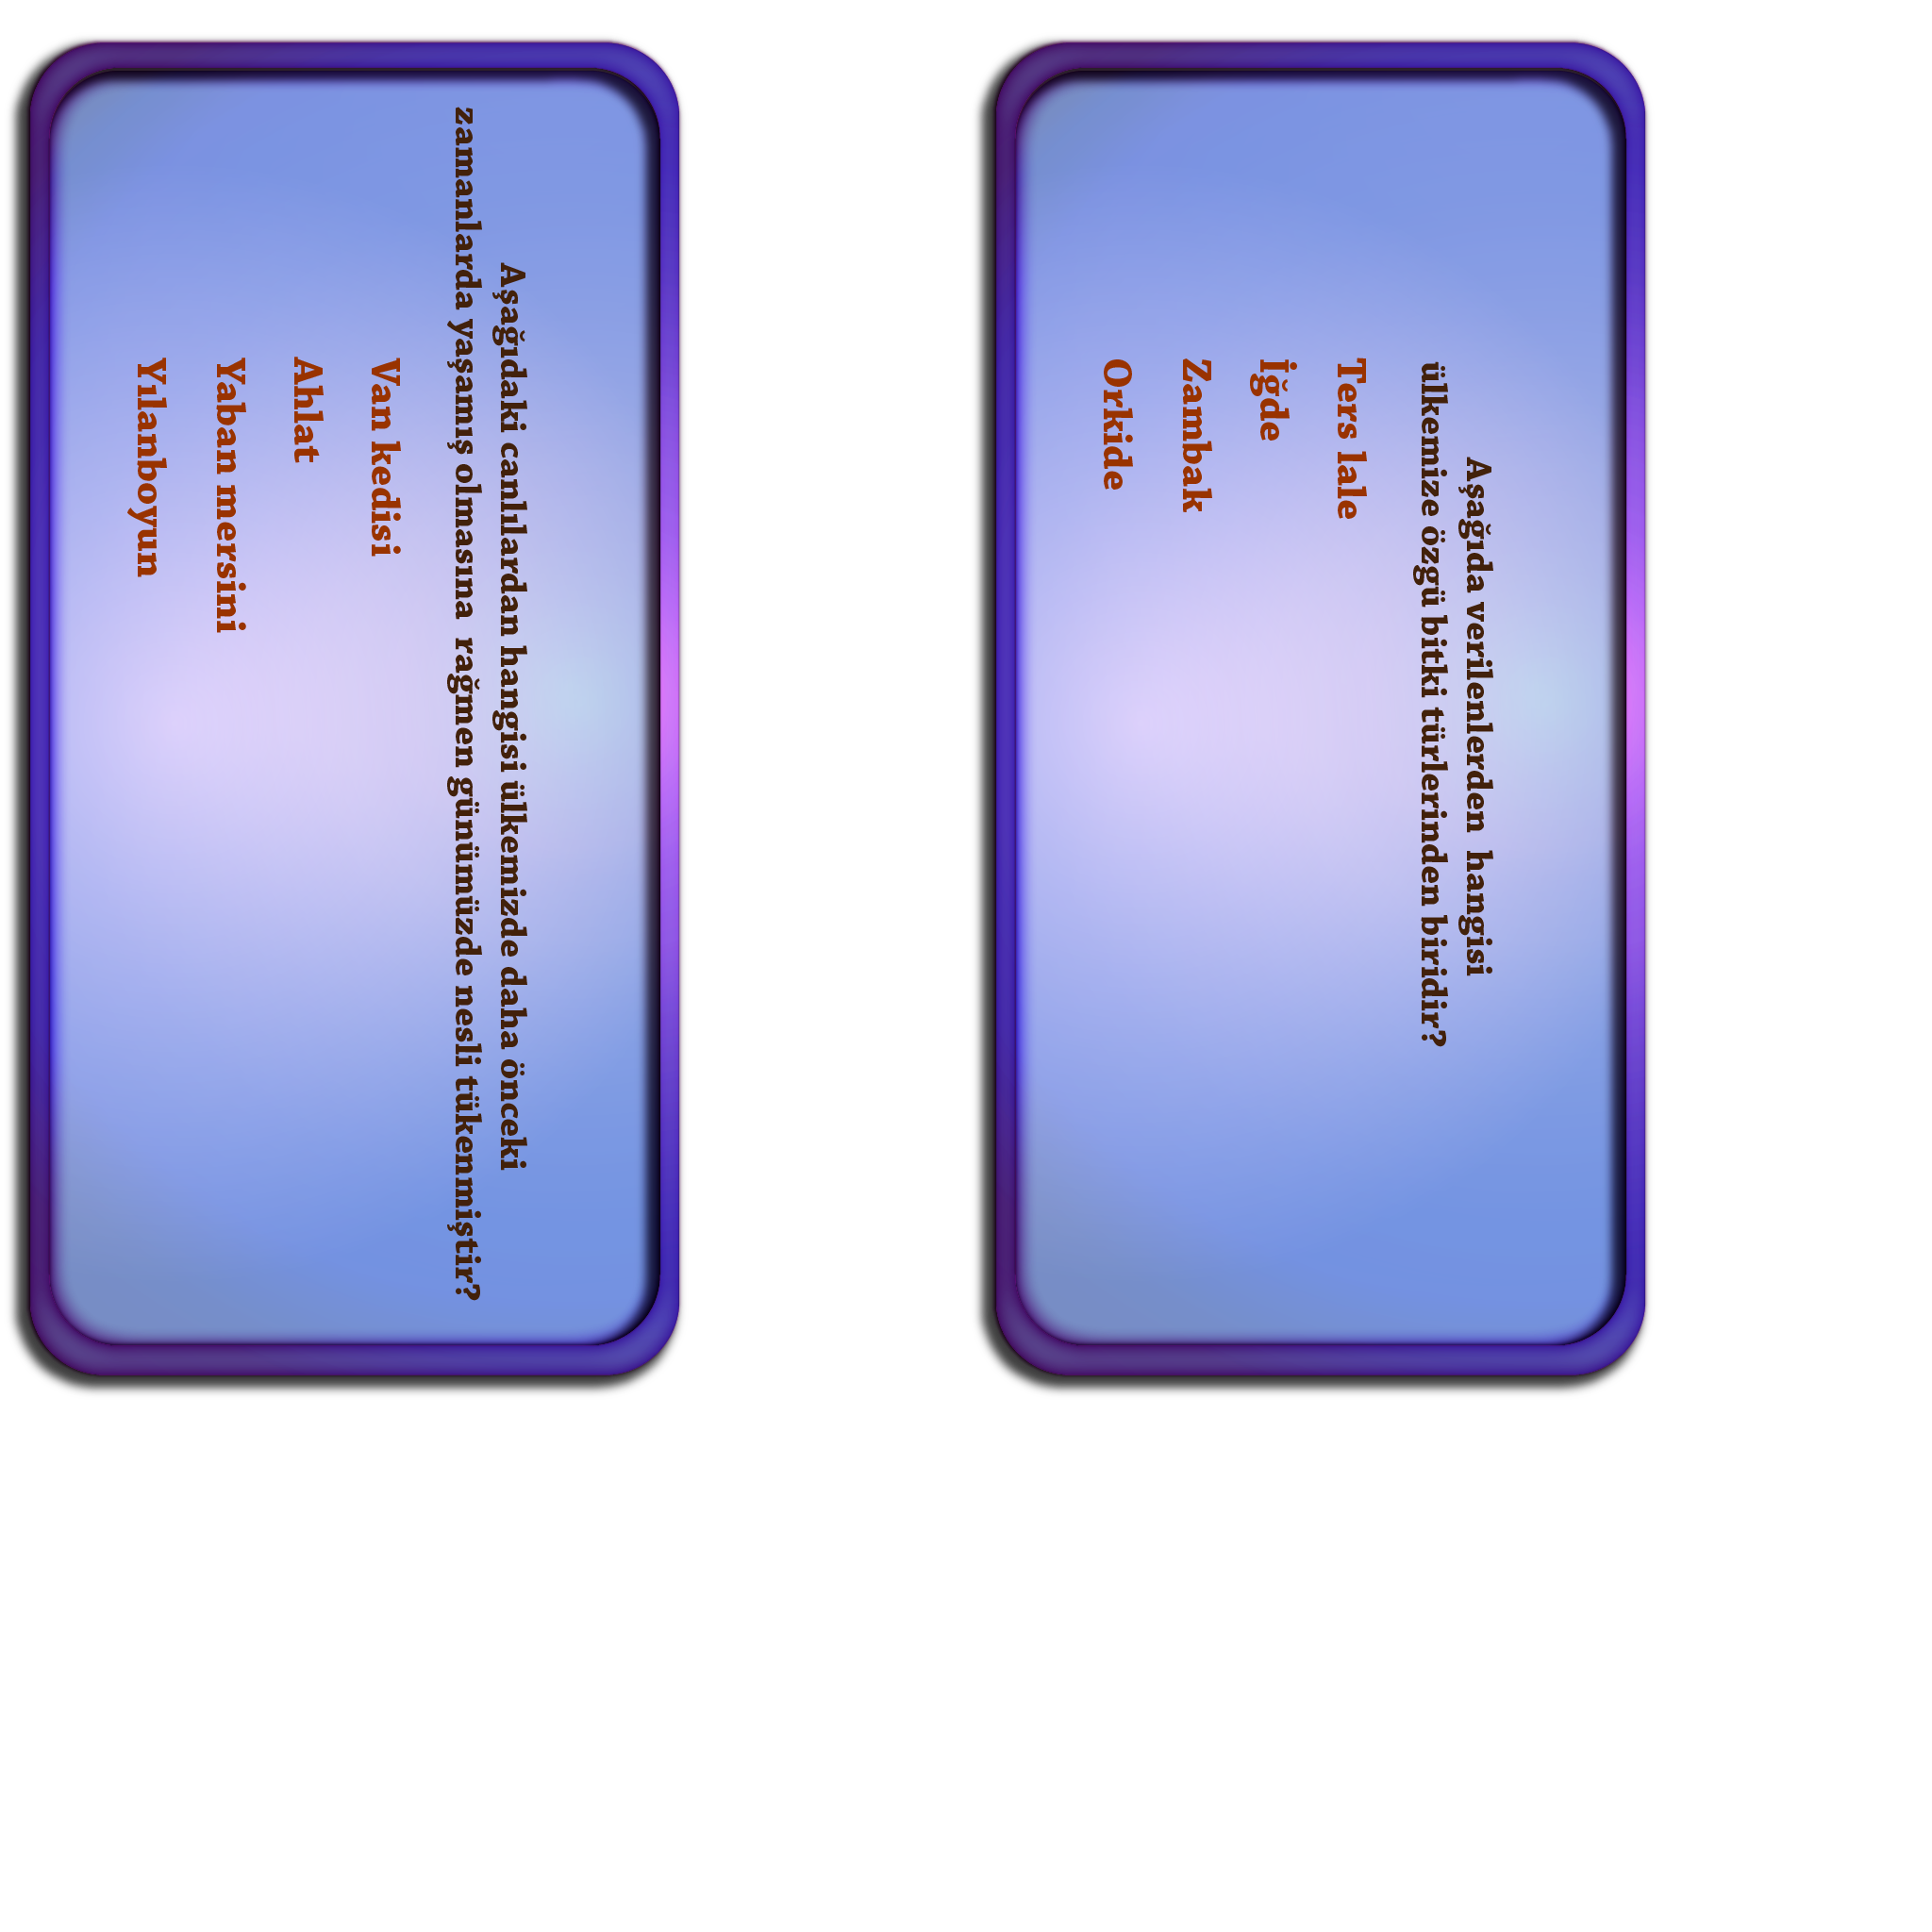 Aşağıdaki canlılardan hangisi ülkemizde daha önceki
zamanlarda yaşamış olmasına rağmen günümüzde nesli tükenmiştir?
Van kedisi
Ahlat
Yaban mersini
Yılanboyun
Aşağıda verilenlerden hangisi
ülkemize özgü bitki türlerinden biridir?
Ters lale
İğde
Zambak
Orkide